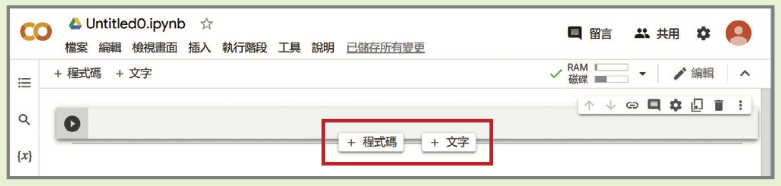 CO Untitled0.ipynb ☆
檔案 編輯 檢視畫面 插入 執行階段 工具 說明 已儲存所有變更
留言 共用
+ 程式碼 + 文字
RAM
磁碟
編輯
{x}
+ 程式碼 + 文字